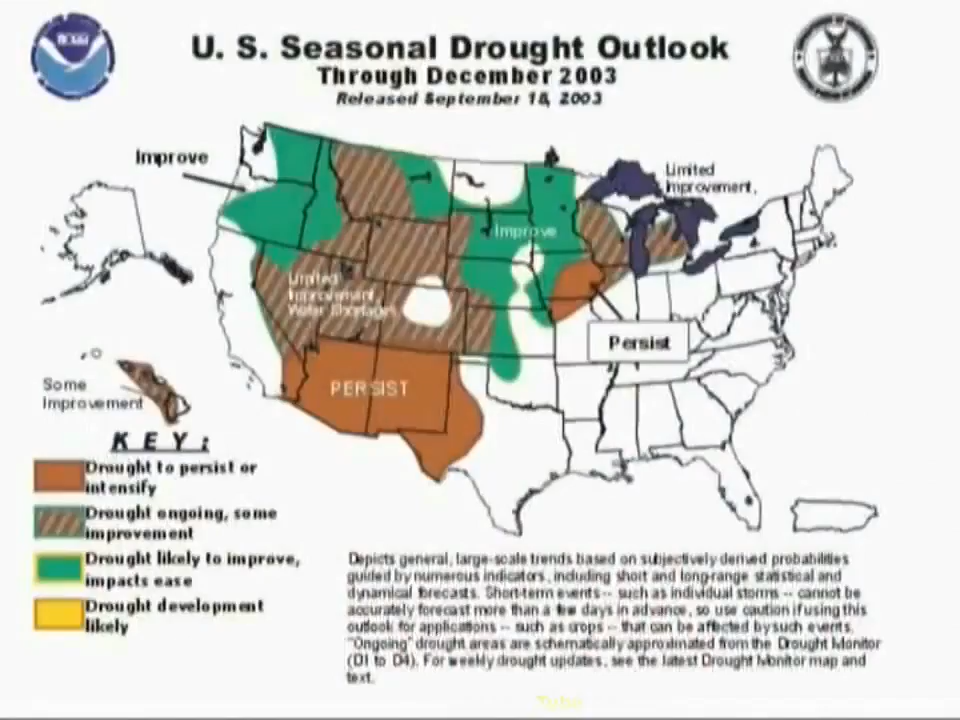 NOAA
U. S. Seasonal Drought Outlook
Through December 2003
Released September 18, 2003
Improve
Limited
Improvement.
Improve
Limited
Improvement,
Water Shortages
Persist
PERSIST
Some
Improvement
KEY:
Drought to persist or
intensify
Drought ongoing, some
improvement
Drought likely to improve,
impacts ease
Drought development
likely
Depicts general, large-scale trends based on subjectively derived probabilities
guided by numerous indicators, including short and long-range statistical and
dynamical forecasts. Short-term events -- such as individual storms -- cannot be
accurately forecast more than a few days in advance, so use caution if using this
outlook for applications -- such as crops -- that can be affected by such events.
"Ongoing" drought areas are schematically approximated from the Drought Monitor
(D1 to D4). For weekly drought updates, see the latest Drought Monitor map and
text.